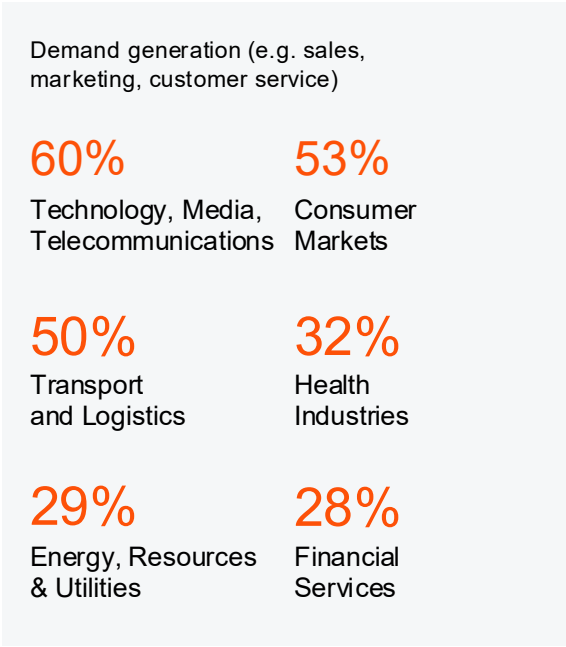 Demand generation (e.g. sales,
marketing, customer service)
60%
Technology, Media,
Telecommunications
53%
Consumer
Markets
50%
Transport
and Logistics
32%
Health
Industries
29%
Energy, Resources
& Utilities
28%
Financial
Services